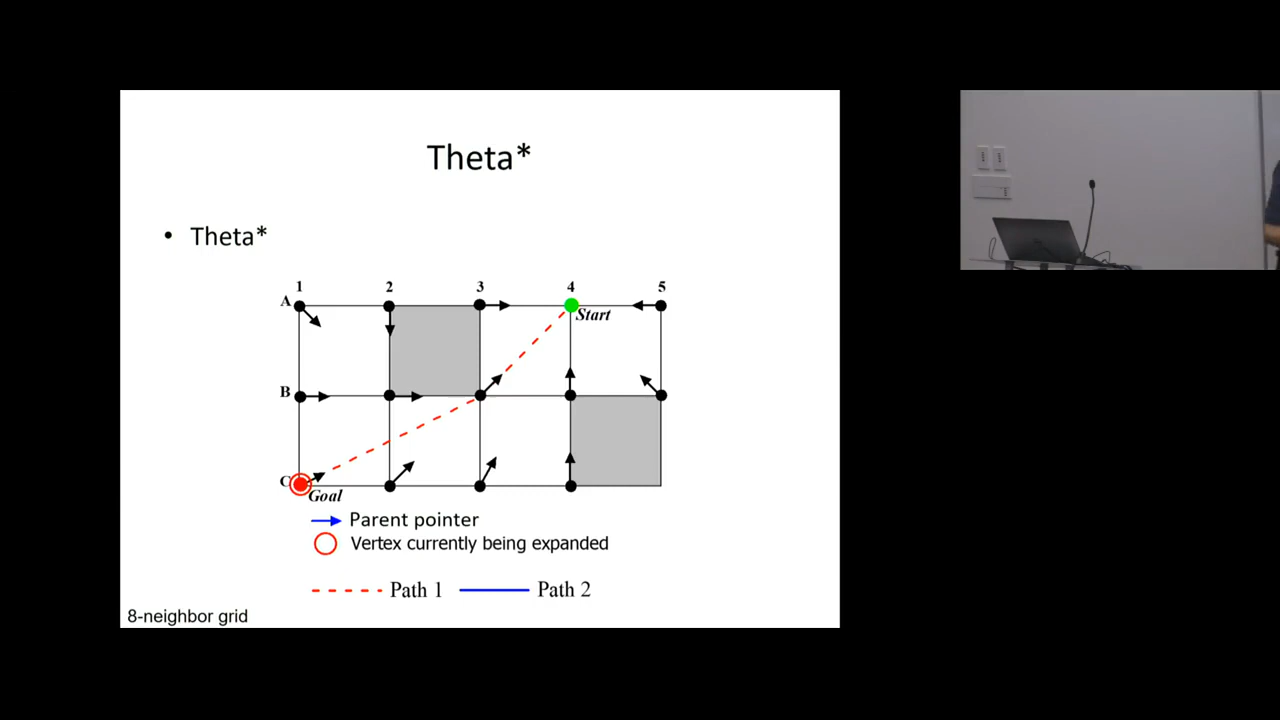 Theta*
• Theta*
1 2 3 4 5
A
Start
B
C
Goal
Parent pointer
Vertex currently being expanded
Path 1 Path 2
8-neighbor grid